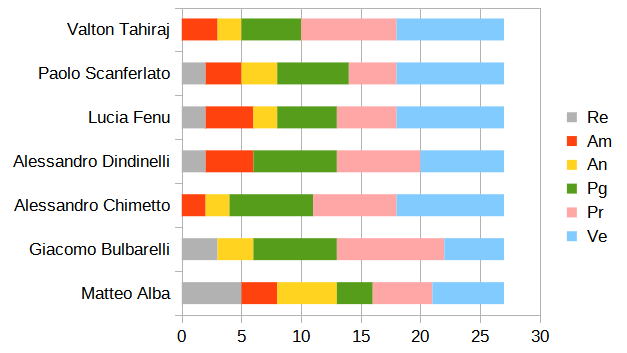 Valton Tahiraj
Paolo Scanferlato
Lucia Fenu
Alessandro Dindinelli
Alessandro Chimetto
Giacomo Bulbarelli
Matteo Alba
0 5 10 15 20 25 30
Re
Am
An
Pg
Pr
Ve